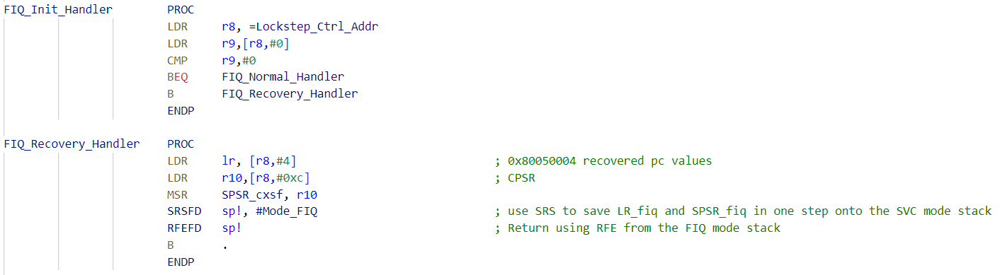 FIQ_Init_Handler PROC
LDR r8, =Lockstep_Ctrl_Addr
LDR r9,[r8,#0]
CMP r9,#0
BEQ FIQ_Normal_Handler
B FIQ_Recovery_Handler
ENDP
FIQ_Recovery_Handler PROC
LDR lr, [r8,#4] ; 0x80050004 recovered pc values
LDR r10,[r8,#0xc] ; CPSR
MSR SPSR_cxsf, r10
SRSFD sp!, #Mode_FIQ ; use SRS to save LR_fiq and SPSR_fiq in one step onto the SVC mode stack
RFEFD sp! ; Return using RFE from the FIQ mode stack
B .
ENDP